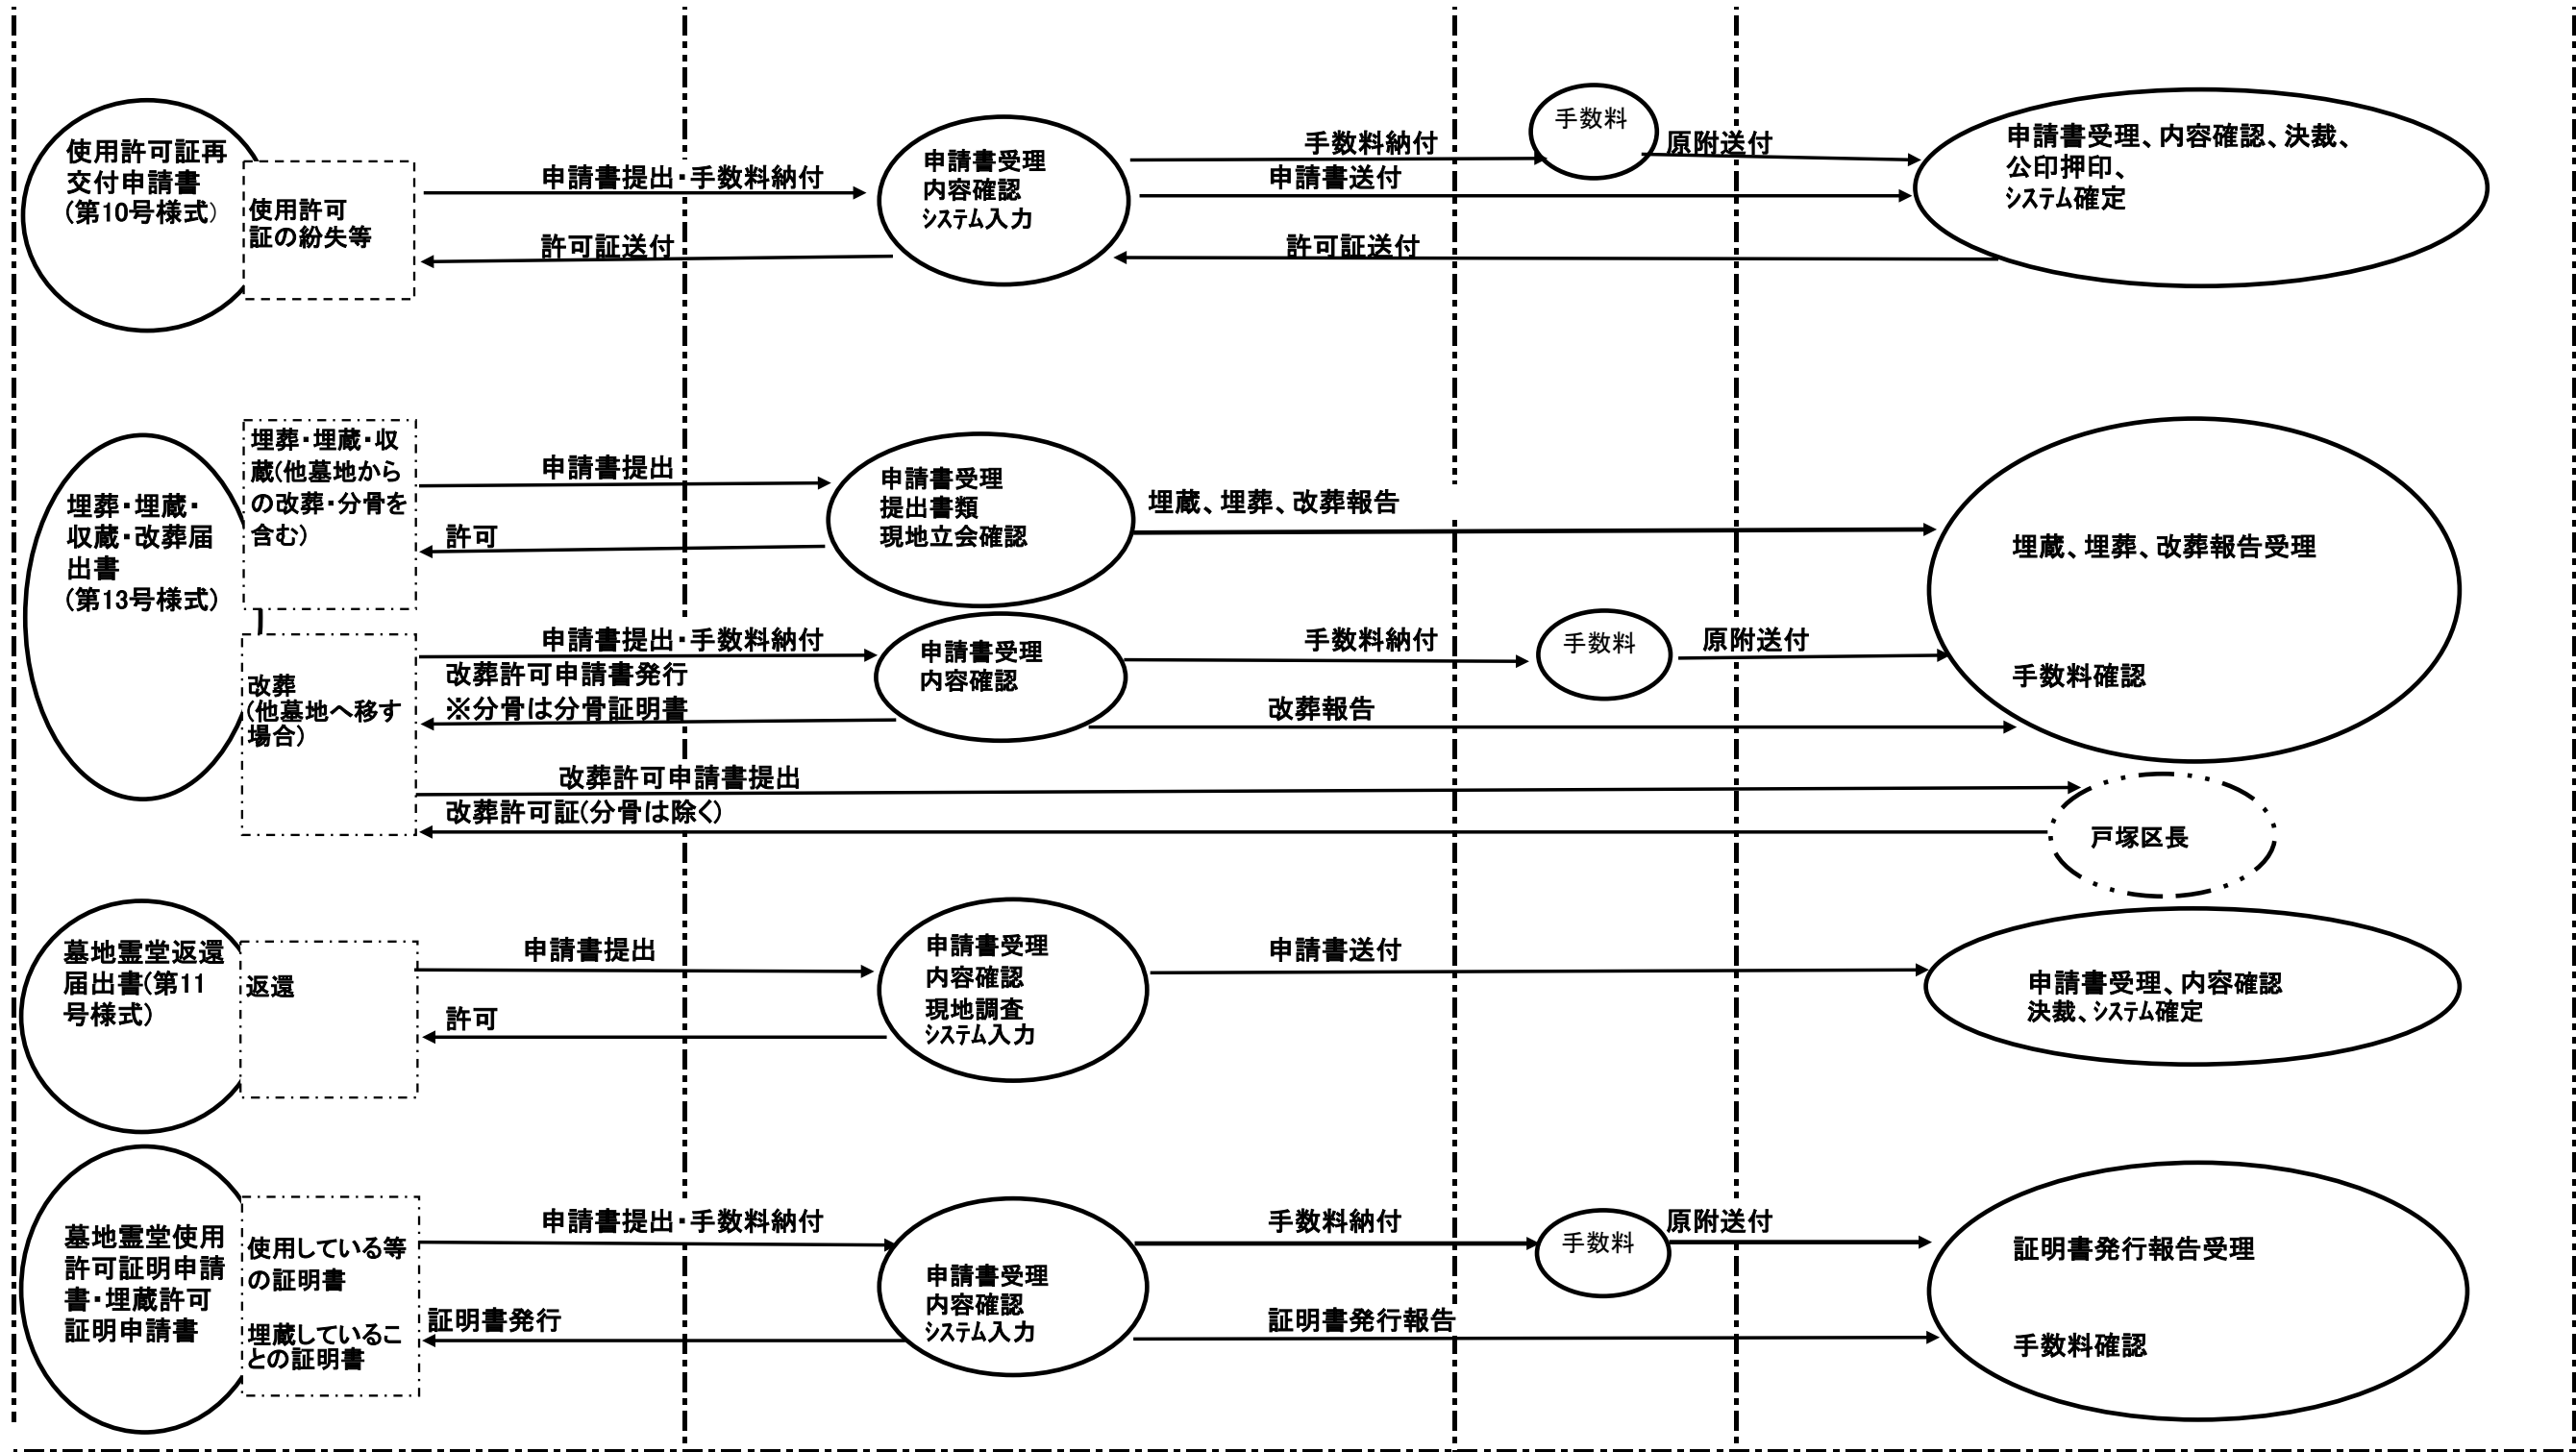 使用許可証再
交付申請書
(第10号様式)
使用許可
証の紛失等
申請書提出・手数料納付
許可証送付
申請書受理
内容確認
ｼｽﾃﾑ入力
手数料納付
申請書送付
許可証送付
手数料
原附送付
申請書受理、内容確認、決裁、
公印押印、
ｼｽﾃﾑ確定
埋葬・埋蔵・
収蔵・改葬届
出書
(第13号様式)
埋葬・埋蔵・収
蔵(他墓地から
の改葬・分骨を
含む)
申請書提出
許可
申請書受理
提出書類
現地立会確認
埋蔵、埋葬、改葬報告
埋蔵、埋葬、改葬報告受理
手数料確認
改葬
(他墓地へ移す
場合)
申請書提出・手数料納付
改葬許可申請書発行
※分骨は分骨証明書
申請書受理
内容確認
手数料納付
手数料
原附送付
改葬報告
改葬許可申請書提出
改葬許可証(分骨は除く)
戸塚区長
墓地霊堂返還
届出書(第11
号様式)
返還
申請書提出
許可
申請書受理
内容確認
現地調査
ｼｽﾃﾑ入力
申請書送付
申請書受理、内容確認
決裁、ｼｽﾃﾑ確定
墓地霊堂使用
許可証明申請
書・埋蔵許可
証明申請書
使用している等
の証明書
埋蔵しているこ
との証明書
申請書提出・手数料納付
証明書発行
申請書受理
内容確認
ｼｽﾃﾑ入力
手数料納付
手数料
原附送付
証明書発行報告
証明書発行報告受理
手数料確認